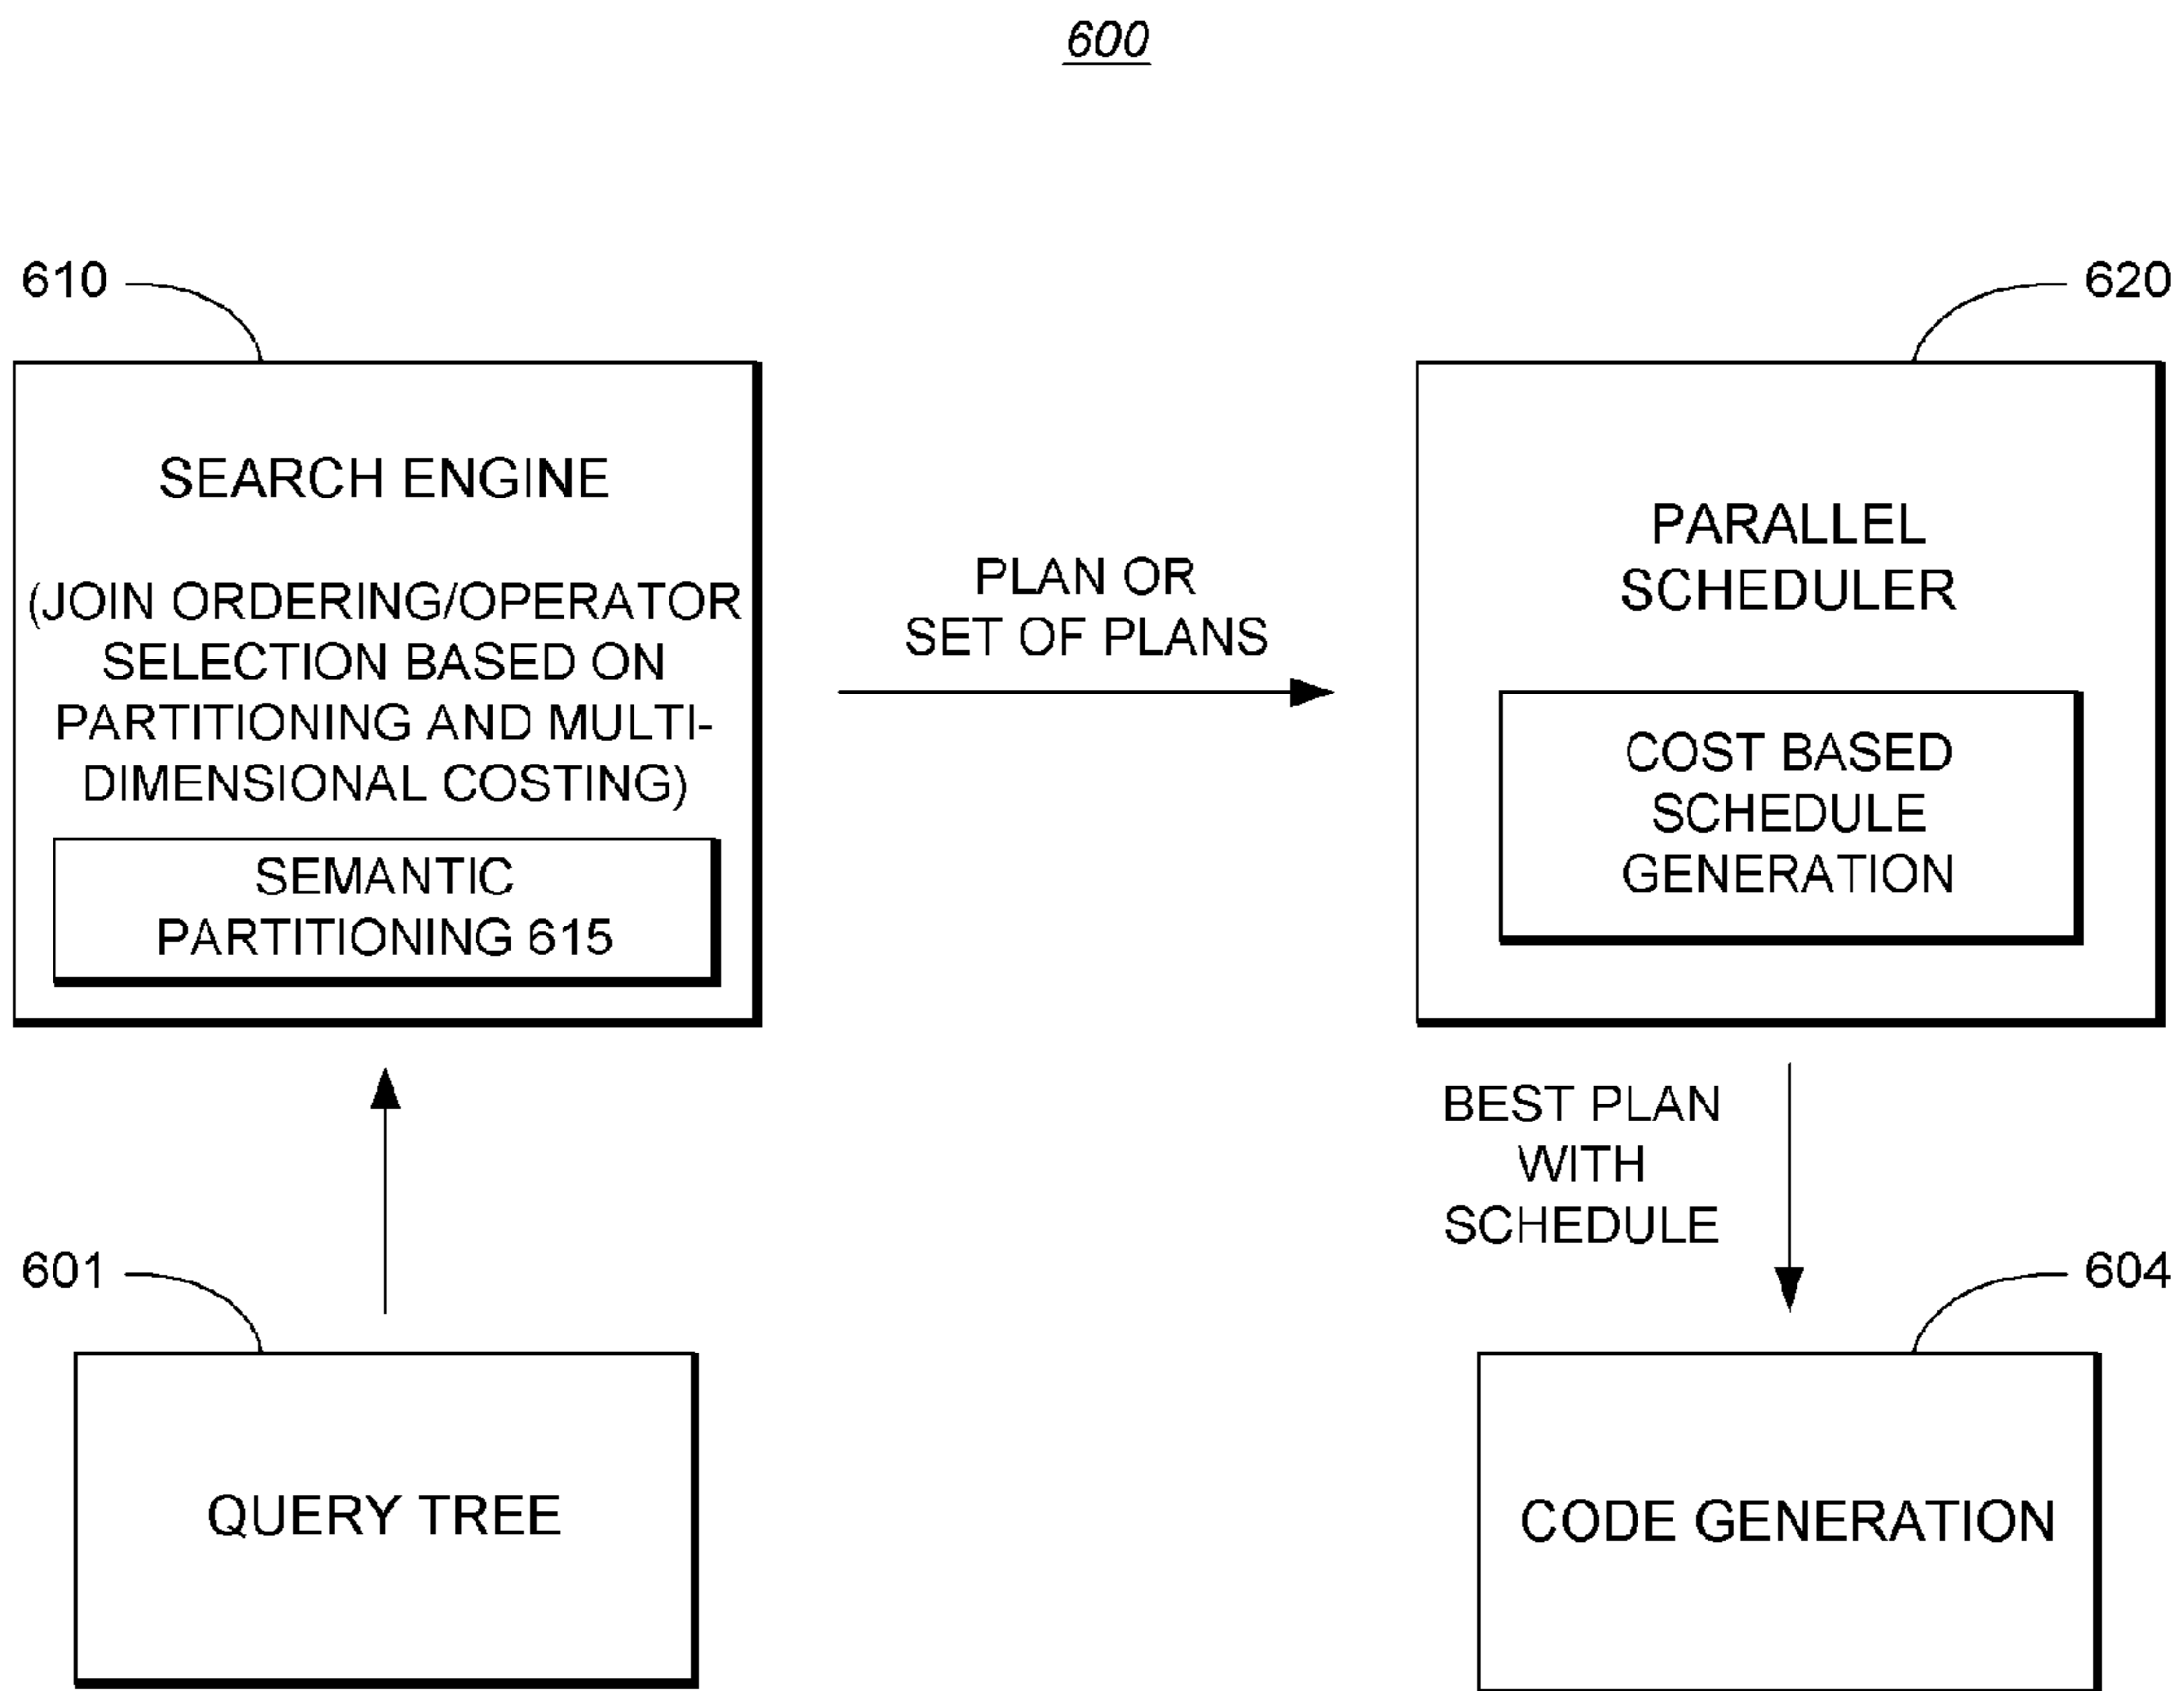 600
610
620
SEARCH ENGINE
(JOIN ORDERING/OPERATOR
SELECTION BASED ON
PARTITIONING AND MULTI-
DIMENSIONAL COSTING)
SEMANTIC
PARTITIONING 615
PLAN OR
SET OF PLANS
PARALLEL
SCHEDULER
COST BASED
SCHEDULE
GENERATION
BEST PLAN
WITH
SCHEDULE
601
604
QUERY TREE
CODE GENERATION